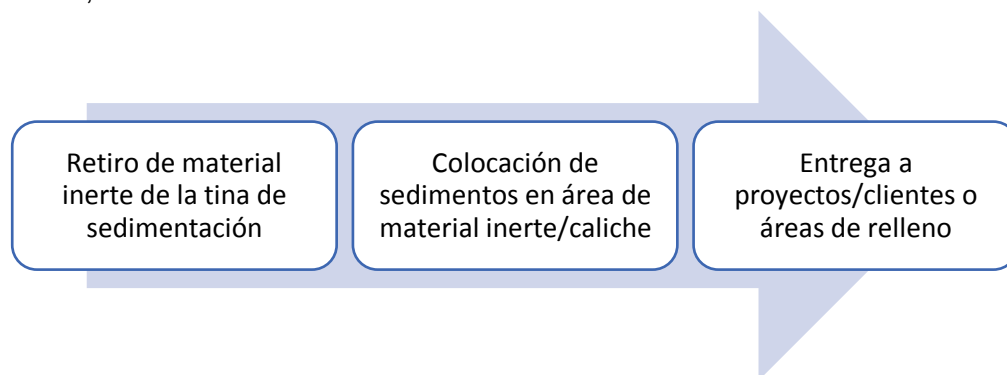 Retiro de material
inerte de la tina de
sedimentación
Colocación de
sedimentos en área de
material inerte/caliche
Entrega a
proyectos/clientes o
áreas de relleno